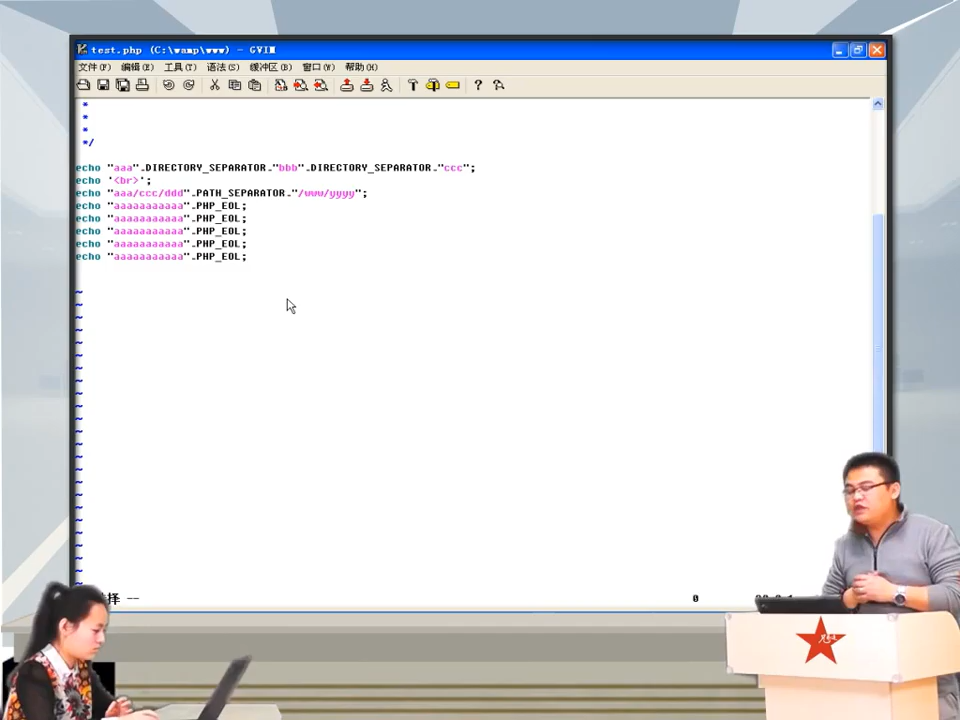 test.php (C:\wamp\www) - GVIM
文件(F) 编辑(E) 工具(T) 语法(S) 缓冲区(B) 窗口(W) 帮助(H)
*
*
*
*/
echo "aaa".DIRECTORY_SEPARATOR."bbb".DIRECTORY_SEPARATOR."ccc";
echo '<br>';
echo "aaa/ccc/ddd".PATH_SEPARATOR."/www/yyyy";
echo "aaaaaaaaaaa".PHP_EOL;
echo "aaaaaaaaaaa".PHP_EOL;
echo "aaaaaaaaaaa".PHP_EOL;
echo "aaaaaaaaaaa".PHP_EOL;
echo "aaaaaaaaaaa".PHP_EOL;
择 --
0